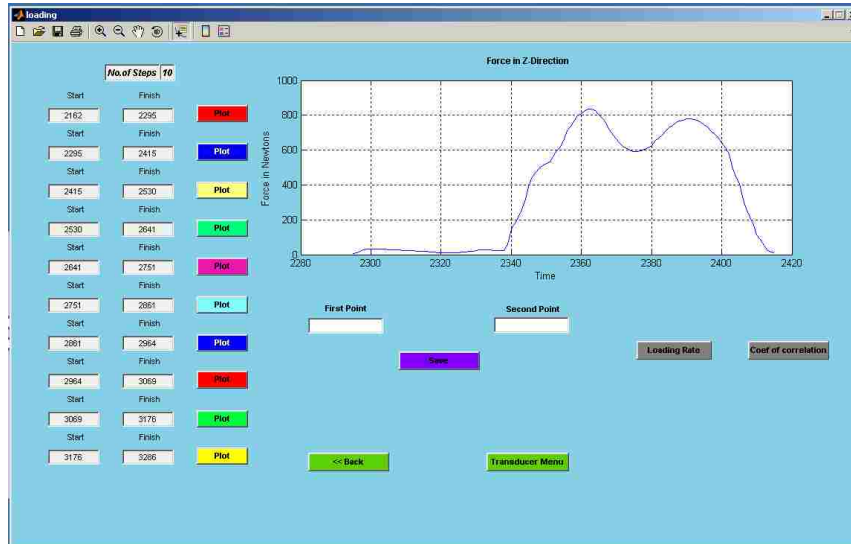 loading
No.of Steps 10
Start Finish
2162 2295 Plot
Start Finish
2295 2415 Plot
Start Finish
2415 2530 Plot
Start Finish
2530 2641 Plot
Start Finish
2641 2751 Plot
Start Finish
2751 2861 Plot
Start Finish
2861 2964 Plot
Start Finish
2964 3069 Plot
Start Finish
3069 3176 Plot
Start Finish
3176 3286 Plot
Force in Z-Direction
Force in Newtons
1000
800
600
400
200
0
2280 2300 2320 2340 2360 2380 2400 2420
Time
First Point Second Point
Save
Loading Rate Coef of correlation
<< Back Transducer Menu